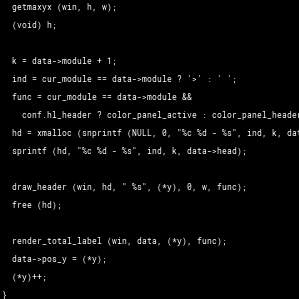 getmaxyx (win, h, w);
(void) h;
k = data->module + 1;
ind = cur_module == data->module ? '>' : ' ';
func = cur_module == data->module &&
conf.hl_header ? color_panel_active : color_panel_header
hd = xmalloc (snprintf (NULL, 0, "%c %d - %s", ind, k, dat
sprintf (hd, "%c %d - %s", ind, k, data->head);
draw_header (win, hd, " %s", (*y), 0, w, func);
free (hd);
render_total_label (win, data, (*y), func);
data->pos_y = (*y);
(*y)++;
}